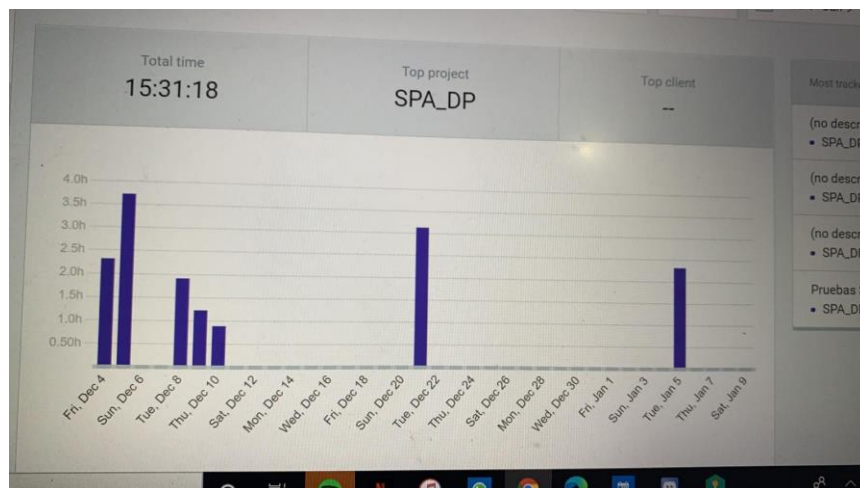 Total time
15:31:18
Top project
SPA_DP
Top client
--
Most track
(no descr
• SPA_DP
(no descr
• SPA_DP
(no descr
• SPA_D
Pruebas
• SPA_D
4.0h
3.5h
3.0h
2.5h
2.0h
1.5h
1.0h
0.50h
Fri, Dec 4
Sun, Dec 6
Tue, Dec 8
Thu, Dec 10
Sat, Dec 12
Mon, Dec 14
Wed, Dec 16
Fri, Dec 18
Sun, Dec 20
Tue, Dec 22
Thu, Dec 24
Sat, Dec 26
Mon, Dec 28
Wed, Dec 30
Fri, Jan 1
Sun, Jan 3
Tue, Jan 5
Thu, Jan 7
Sat, Jan 9